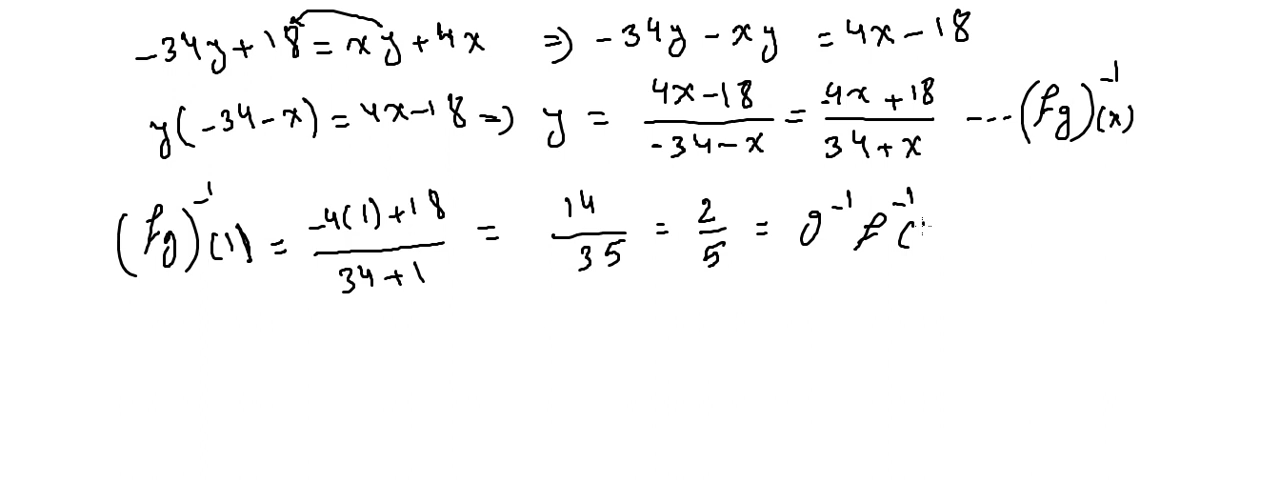 -34y+18=xy+4x ⇒ -34y-xy=4x-18
y(-34-x)=4x-18 ⇒ y = (4x-18)/(-34-x) = (-4x+18)/(34+x) ---(fg)⁻¹(x)
(fg)⁻¹(1) = (-4(1)+18)/(34+1) = 14/35 = 2/5 = g⁻¹f⁻¹(